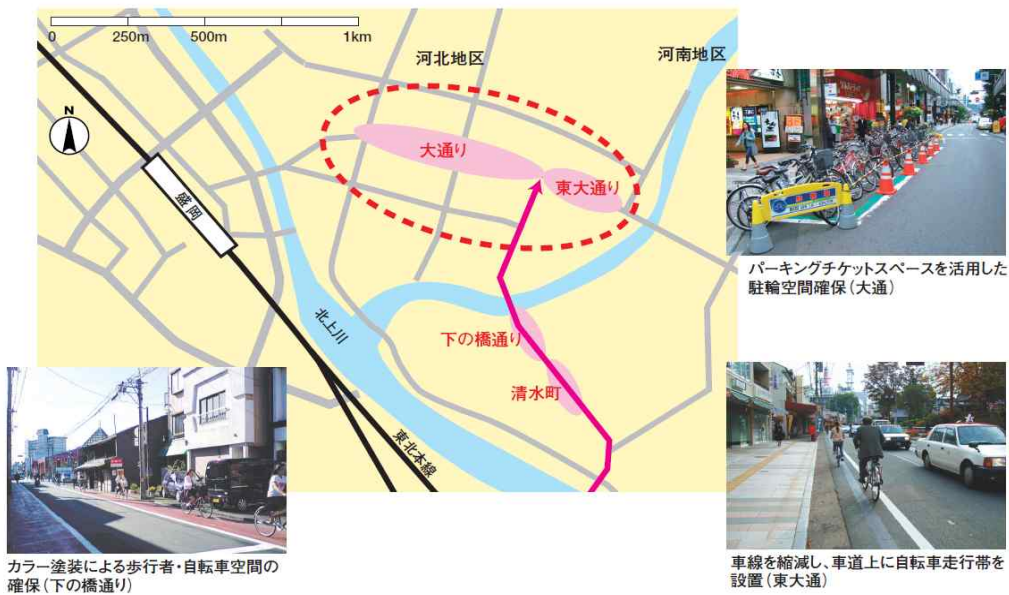 0 250m 500m 1km
河北地区
河南地区
N
大通り
東大通り
盛岡
北上川
下の橋通り
清水町
東北本線
パーキングチケットスペースを活用した
駐輪空間確保(大通)
カラー塗装による歩行者・自転車空間の
確保(下の橋通り)
車線を縮減し、車道上に自転車走行帯を
設置(東大通)